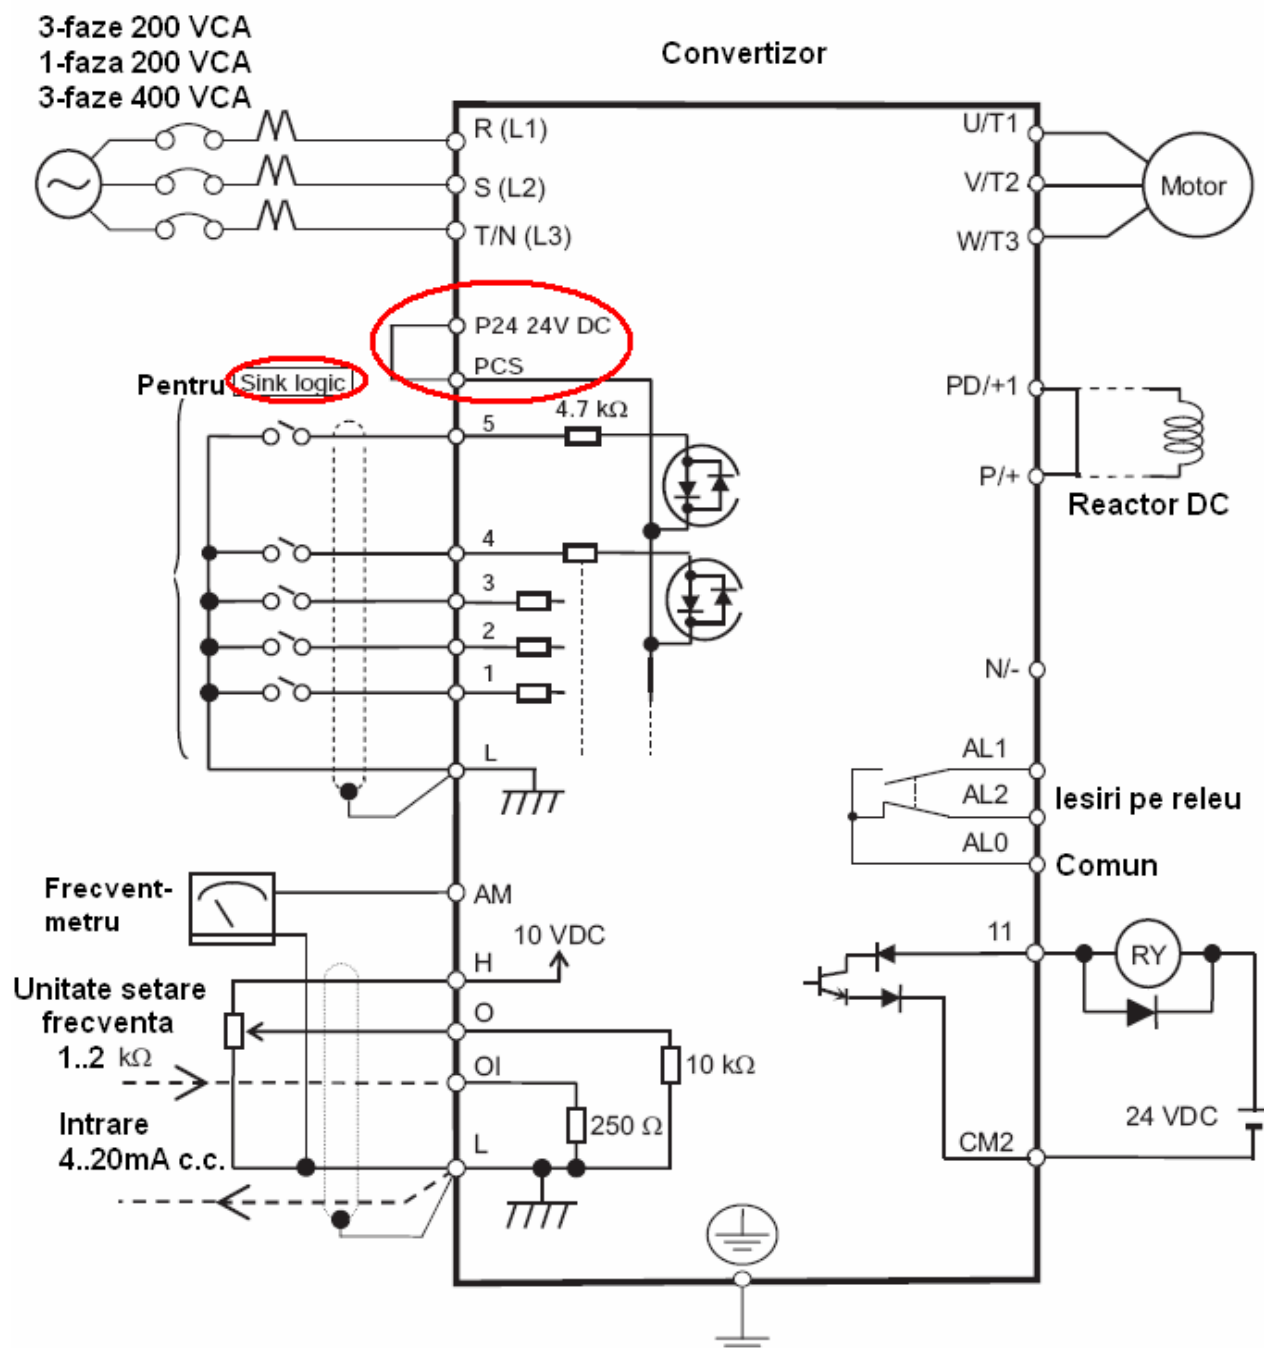 3-faze 200 VCA
1-faza 200 VCA
3-faze 400 VCA
Convertizor
R (L1)
S (L2)
T/N (L3)
U/T1
V/T2
W/T3
Motor
P24 24V DC
PCS
Pentru Sink logic
4.7 kΩ
5
4
3
2
1
L
PD/+1
P/+
Reactor DC
N/-
AL1
AL2
AL0
Iesiri pe releu
Comun
Frecvent-
metru
AM
10 VDC
H
O
OI
L
Unitate setare
frecventa
1..2 kΩ
Intrare
4..20mA c.c.
10 kΩ
250 Ω
11
RY
24 VDC
CM2